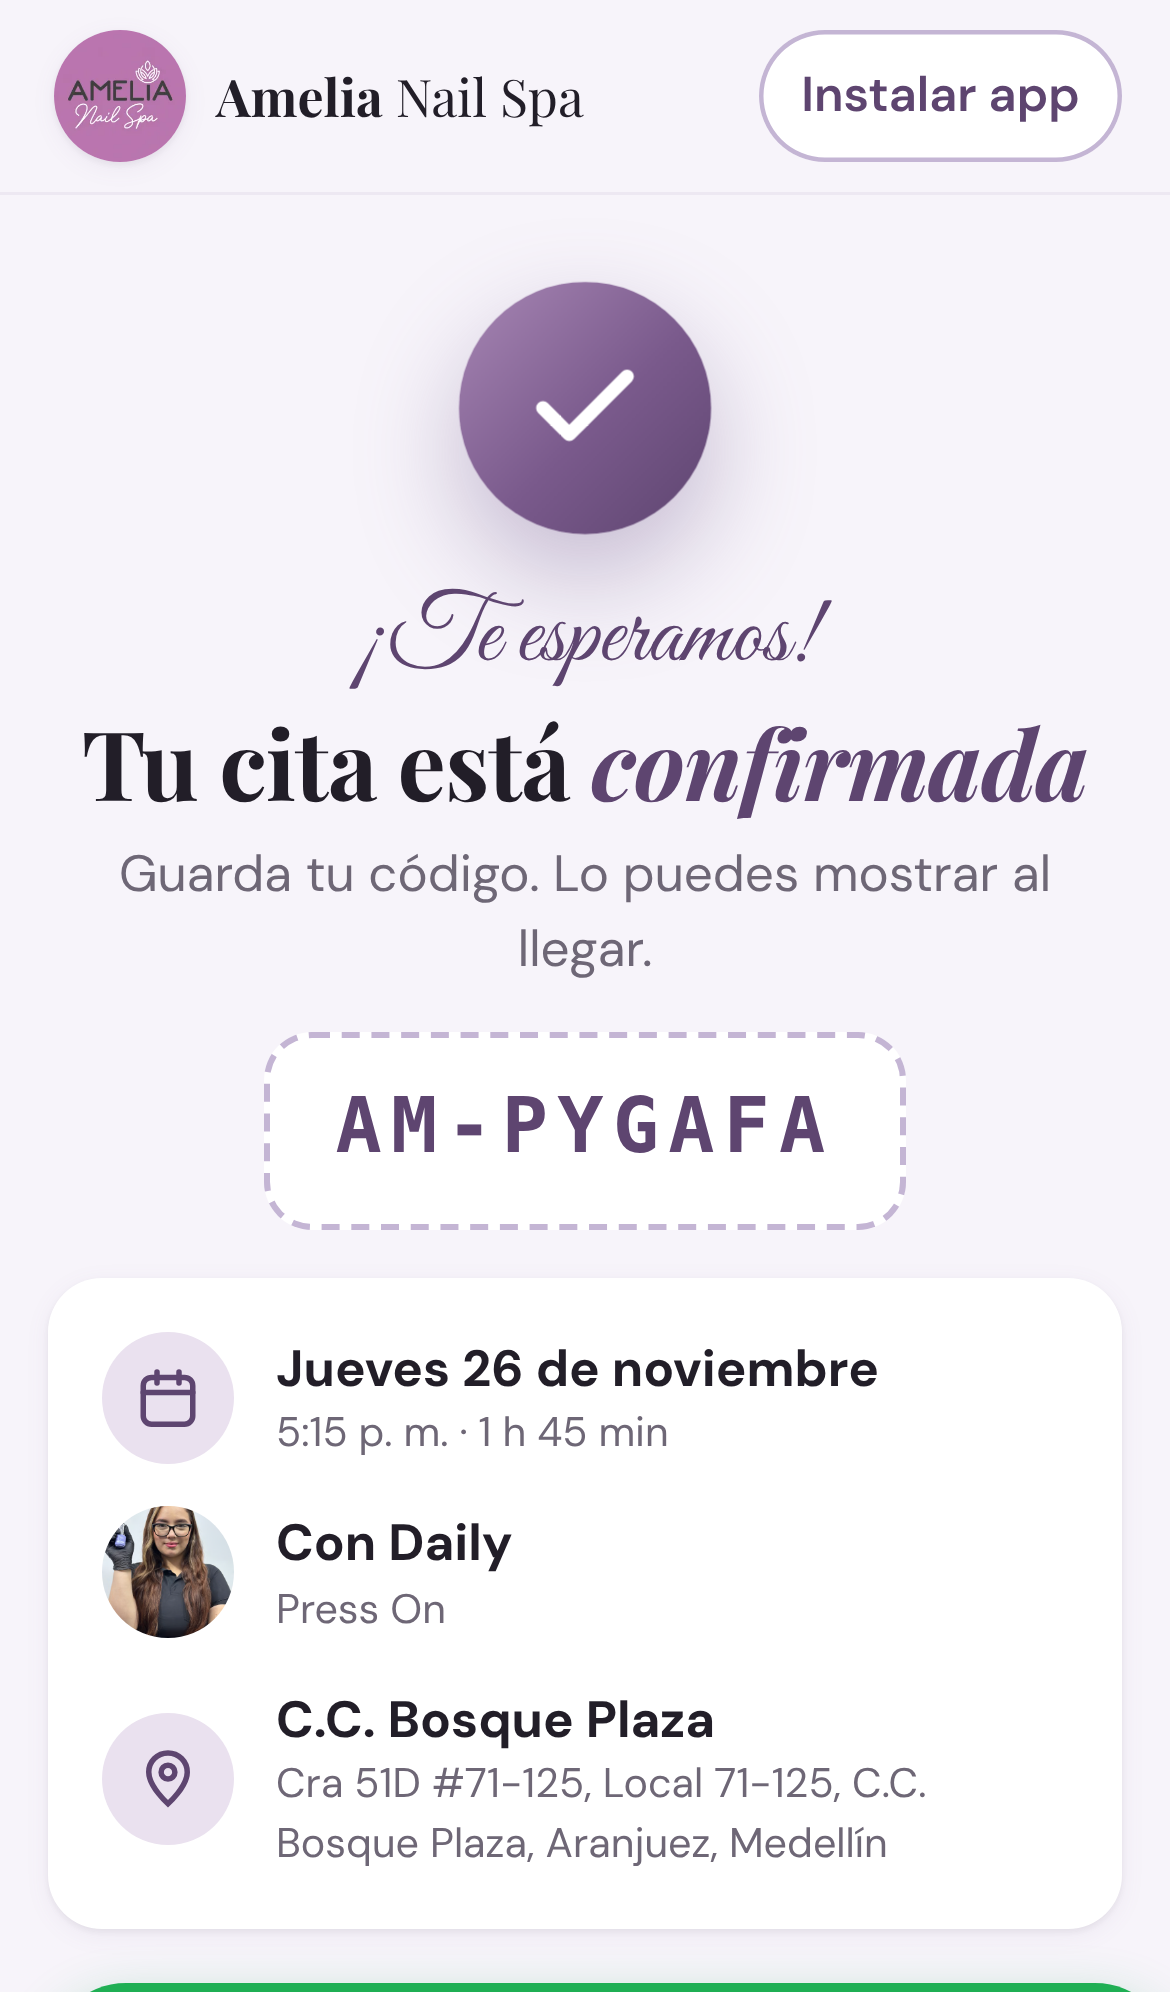 AMELIA
Nail Spa
Amelia Nail Spa
Instalar app
¡Te esperamos!
Tu cita está confirmada
Guarda tu código. Lo puedes mostrar al
llegar.
AM-PYGAFA
Jueves 26 de noviembre
5:15 p. m. · 1 h 45 min
Con Daily
Press On
C.C. Bosque Plaza
Cra 51D #71-125, Local 71-125, C.C.
Bosque Plaza, Aranjuez, Medellín